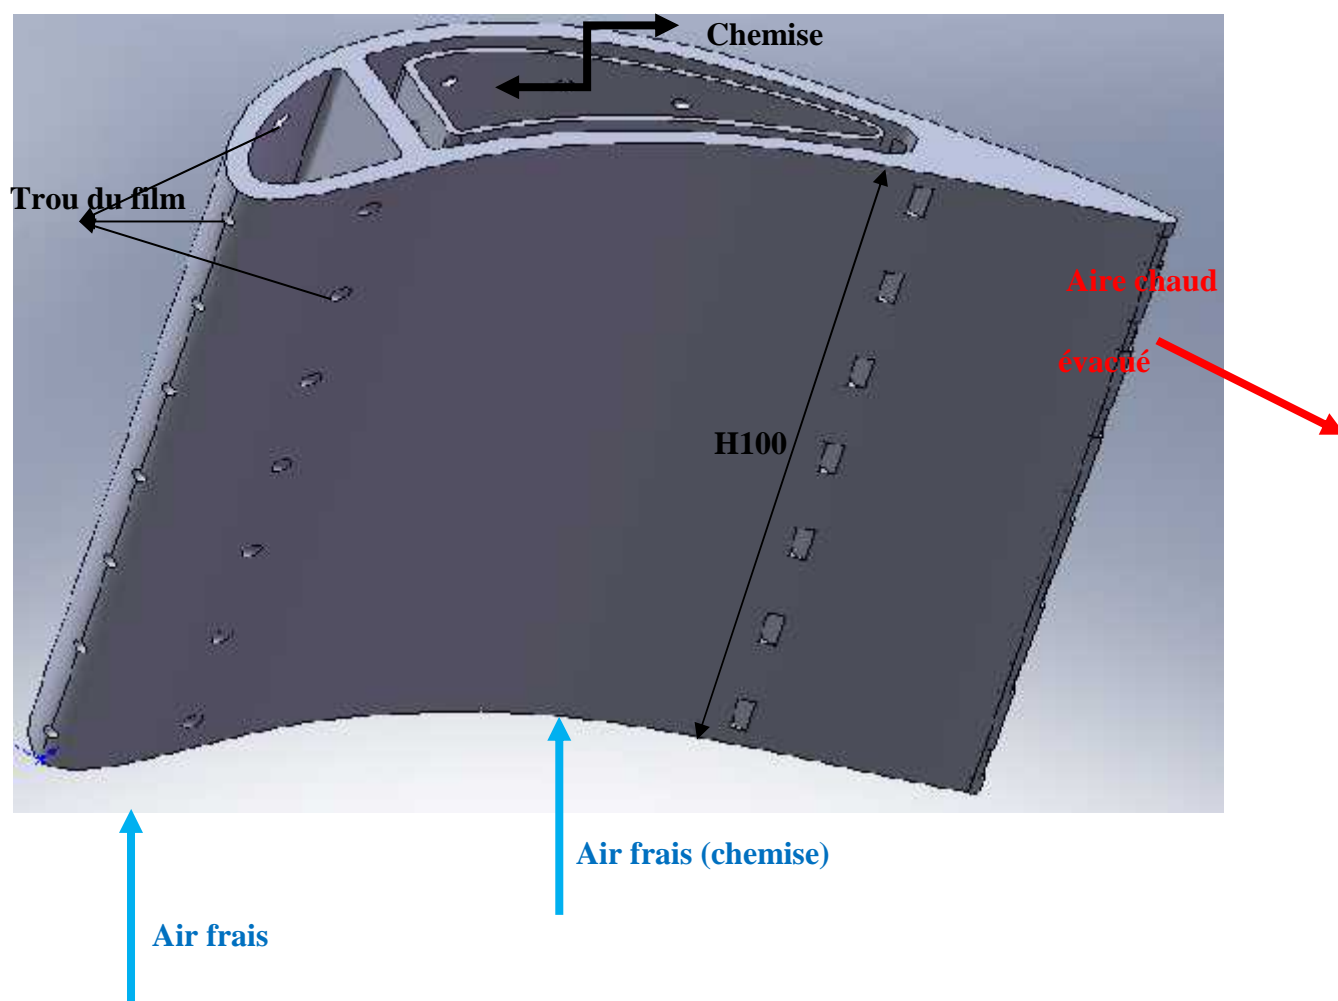 Chemise
Trou du film
Aire chaud
évacué
H100
Air frais (chemise)
Air frais